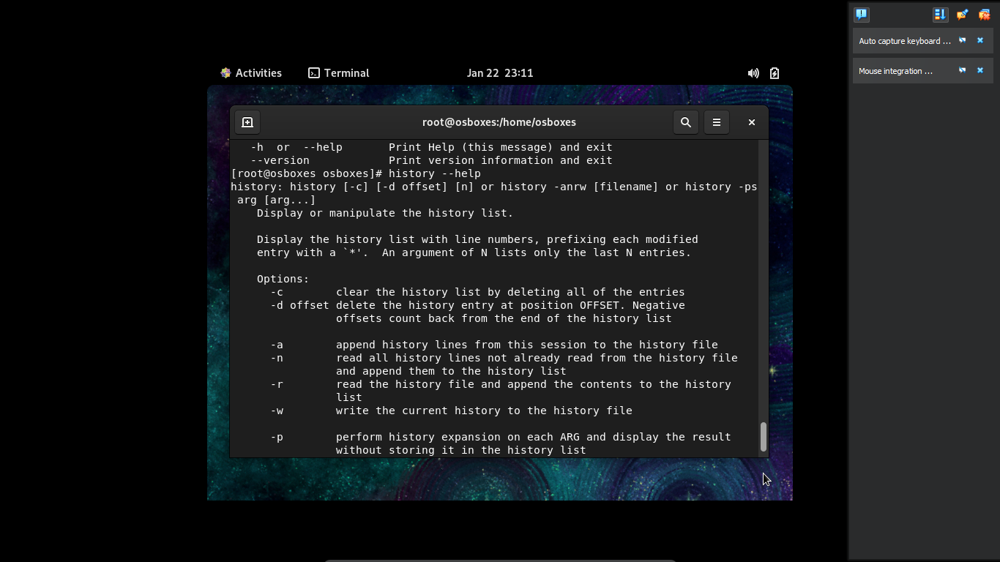 Activities Terminal Jan 22 23:11
Auto capture keyboard ...
Mouse integration ...
root@osboxes:/home/osboxes
-h or --help Print Help (this message) and exit
--version Print version information and exit
[root@osboxes osboxes]# history --help
history: history [-c] [-d offset] [n] or history -anrw [filename] or history -ps
arg [arg...]
Display or manipulate the history list.
Display the history list with line numbers, prefixing each modified
entry with a `*'. An argument of N lists only the last N entries.
Options:
-c clear the history list by deleting all of the entries
-d offset delete the history entry at position OFFSET. Negative
offsets count back from the end of the history list
-a append history lines from this session to the history file
-n read all history lines not already read from the history file
and append them to the history list
-r read the history file and append the contents to the history
list
-w write the current history to the history file
-p perform history expansion on each ARG and display the result
without storing it in the history list